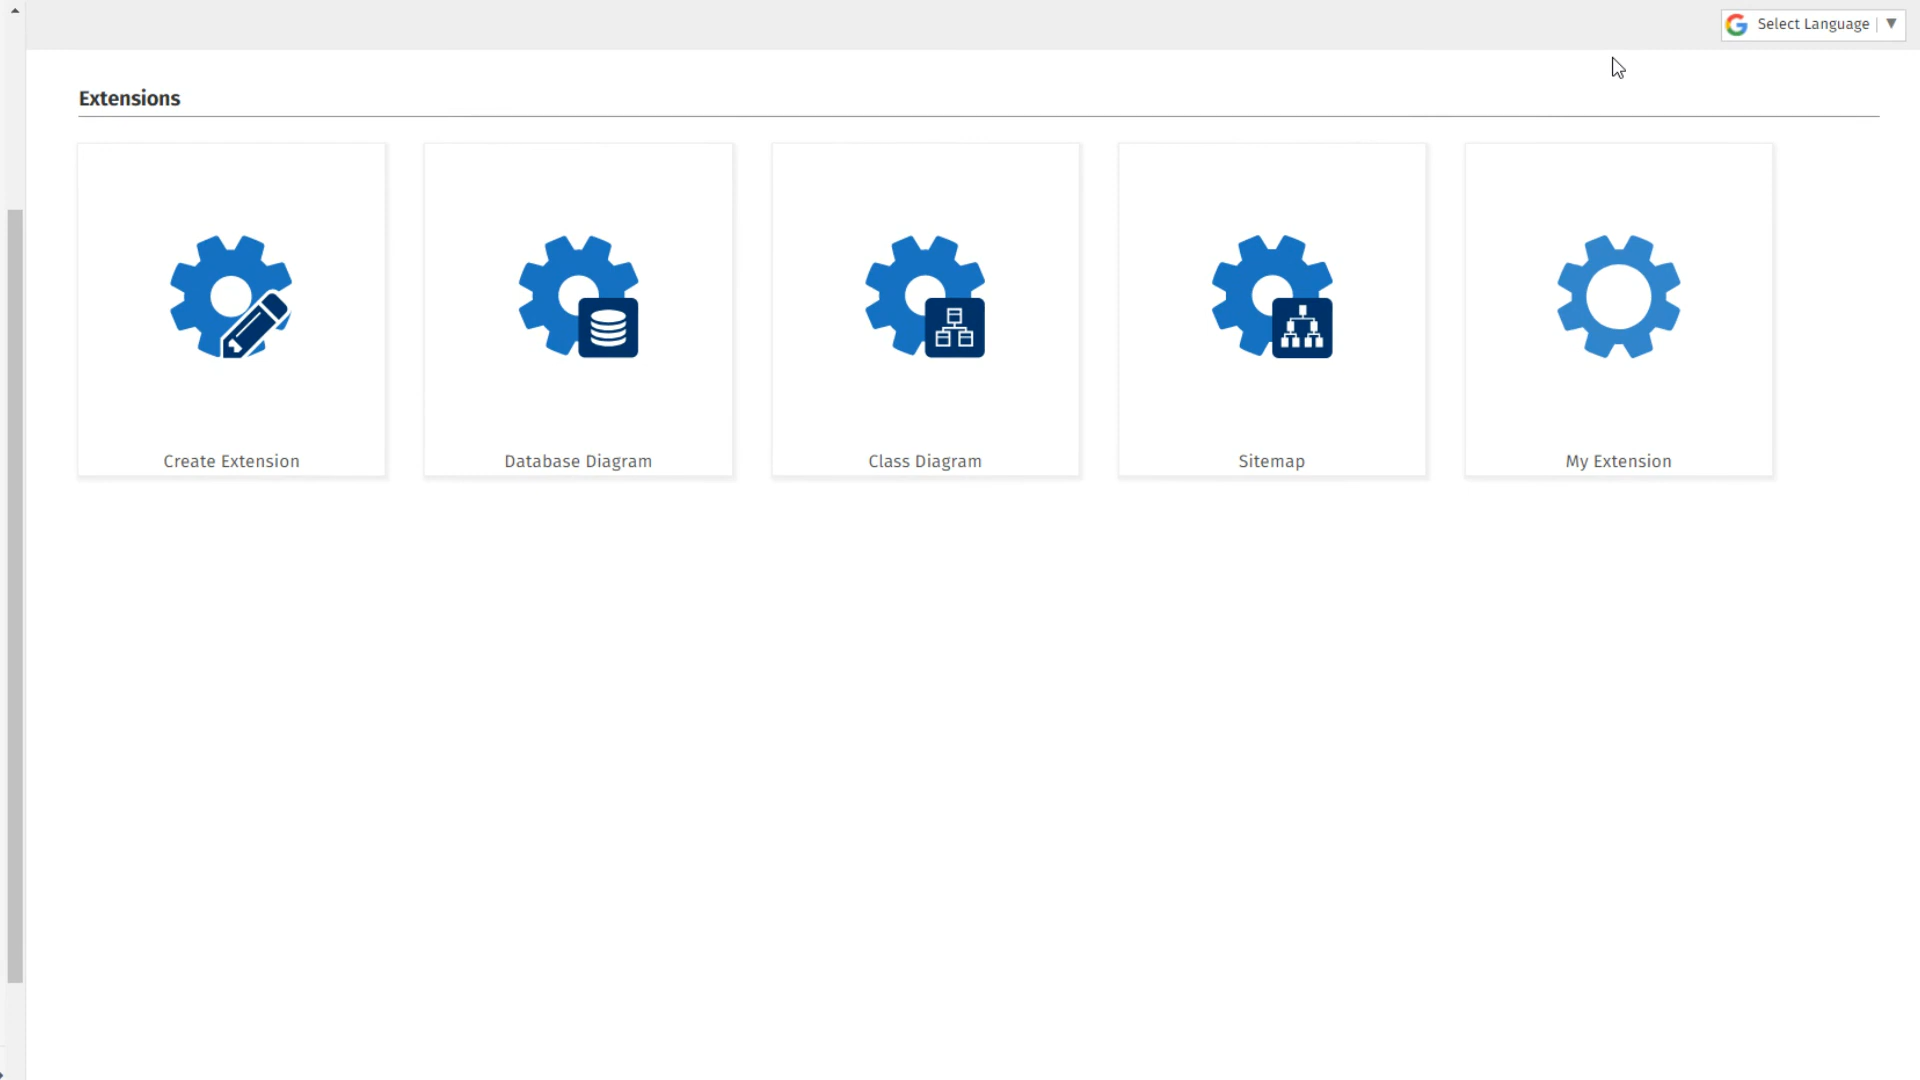 Select Language
Extensions
Create Extension
Database Diagram
Class Diagram
Sitemap
My Extension